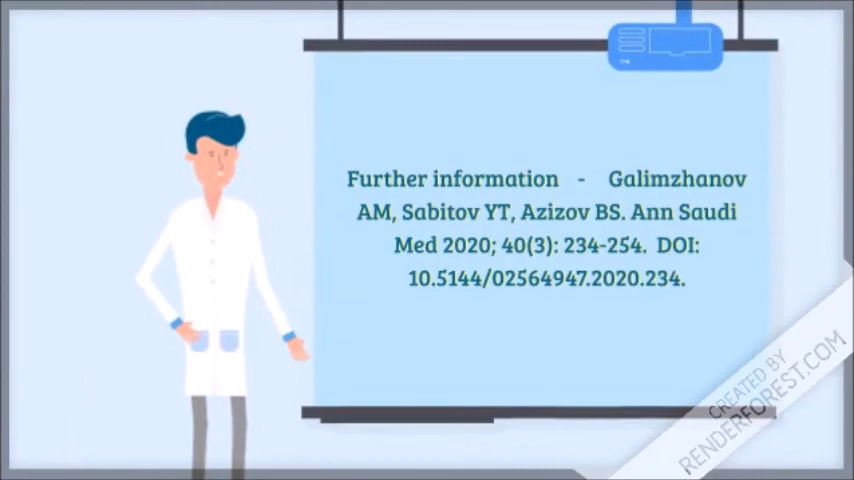 Further information - Galimzhanov
AM, Sabitov YT, Azizov BS. Ann Saudi
Med 2020; 40(3): 234-254. DOI:
10.5144/02564947.2020.234.
CREATED BY
RENDERFOREST.COM